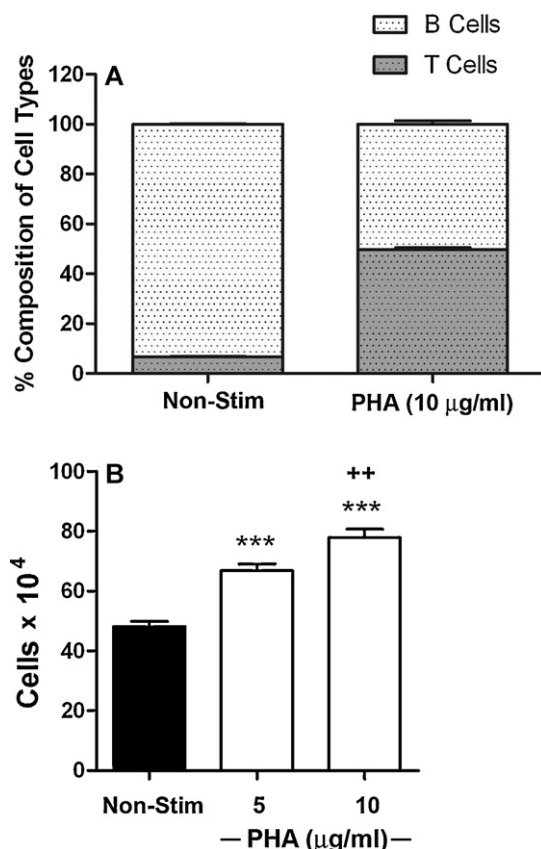 B Cells
T Cells
A
% Composition of Cell Types
120
100
80
60
40
20
0
Non-Stim
PHA (10 µg/ml)
B
Cells x 10⁴
100
80
60
40
20
0
++
***
***
Non-Stim
5
10
— PHA (µg/ml) —